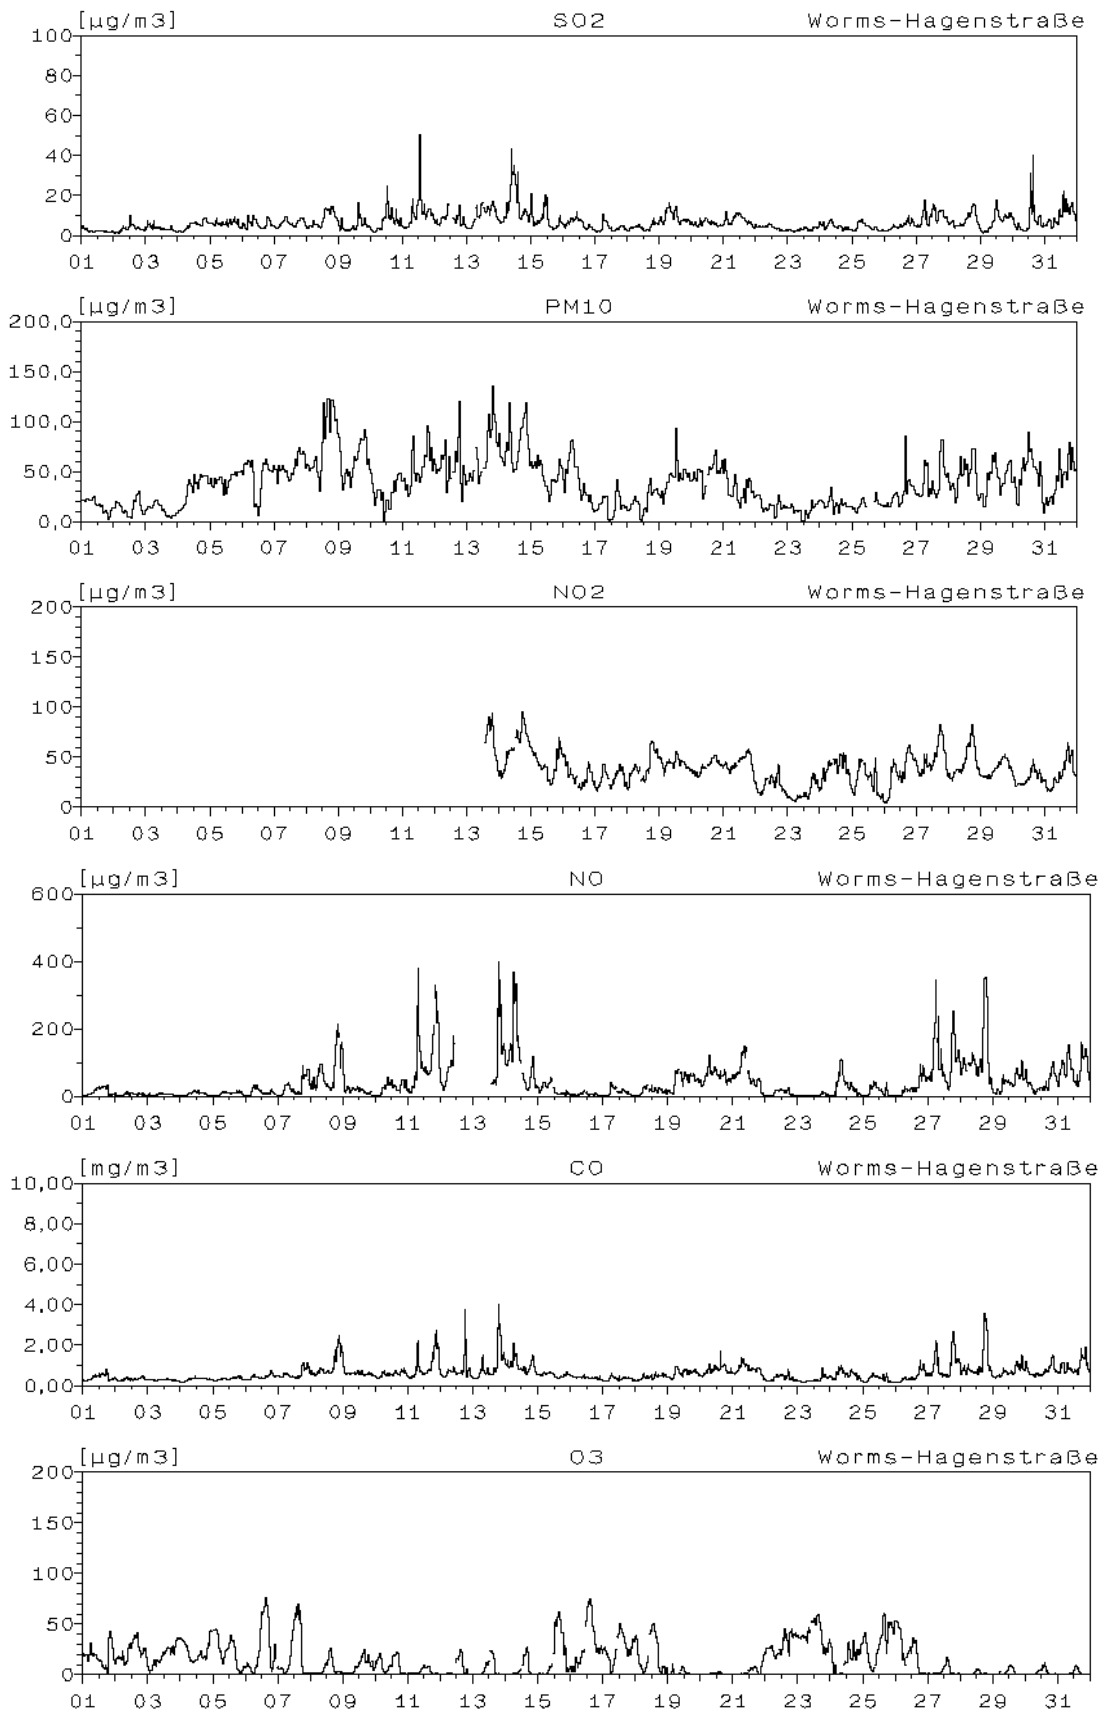 [µg/m3] SO2 Worms-Hagenstraße
100
80
60
40
20
0
01 03 05 07 09 11 13 15 17 19 21 23 25 27 29 31
[µg/m3] PM10 Worms-Hagenstraße
200,0
150,0
100,0
50,0
0,0
01 03 05 07 09 11 13 15 17 19 21 23 25 27 29 31
[µg/m3] NO2 Worms-Hagenstraße
200
150
100
50
0
01 03 05 07 09 11 13 15 17 19 21 23 25 27 29 31
[µg/m3] NO Worms-Hagenstraße
600
400
200
0
01 03 05 07 09 11 13 15 17 19 21 23 25 27 29 31
[mg/m3] CO Worms-Hagenstraße
10,00
8,00
6,00
4,00
2,00
0,00
01 03 05 07 09 11 13 15 17 19 21 23 25 27 29 31
[µg/m3] O3 Worms-Hagenstraße
200
150
100
50
0
01 03 05 07 09 11 13 15 17 19 21 23 25 27 29 31